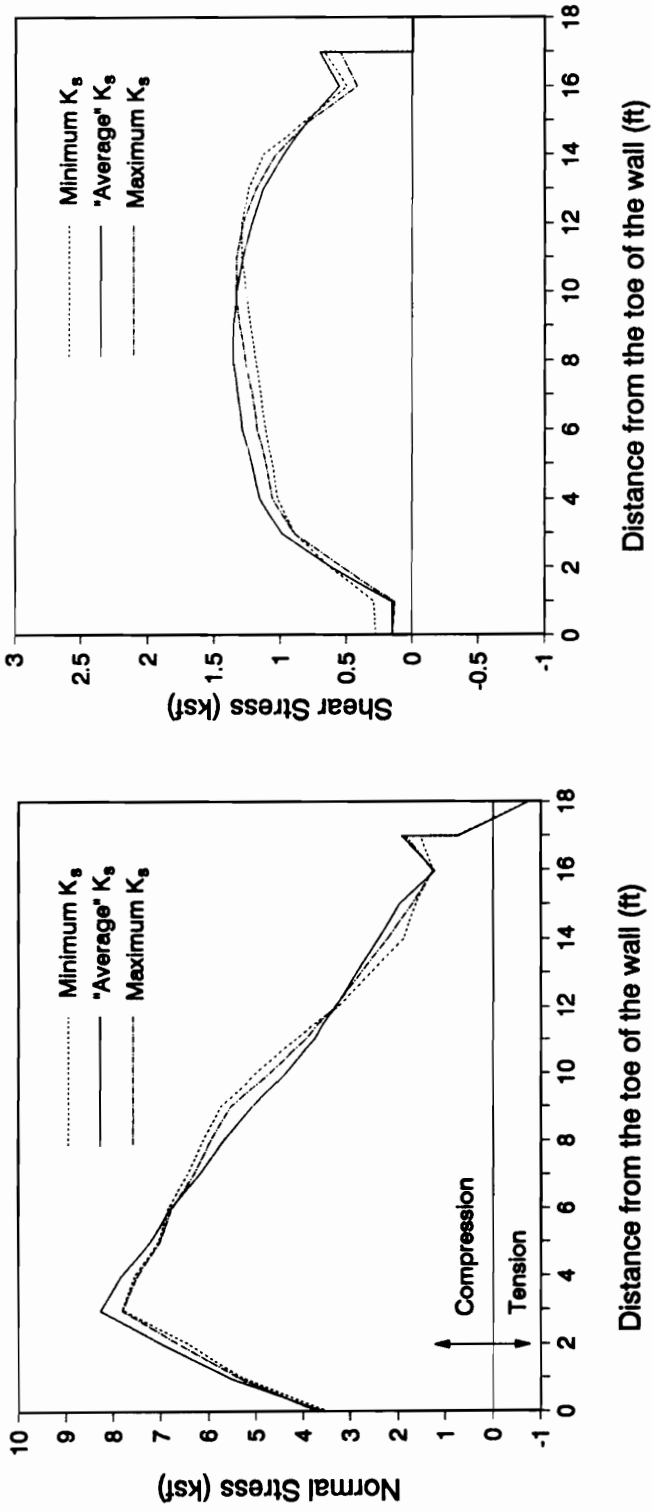 Normal Stress (ksf)
10
9
8
7
6
5
4
3
2
1
0
-1
Minimum Ks
"Average" Ks
Maximum Ks
Compression
Tension
0 2 4 6 8 10 12 14 16 18
Distance from the toe of the wall (ft)
Shear Stress (ksf)
3
2.5
2
1.5
1
0.5
0
-0.5
-1
Minimum Ks
"Average" Ks
Maximum Ks
0 2 4 6 8 10 12 14 16 18
Distance from the toe of the wall (ft)